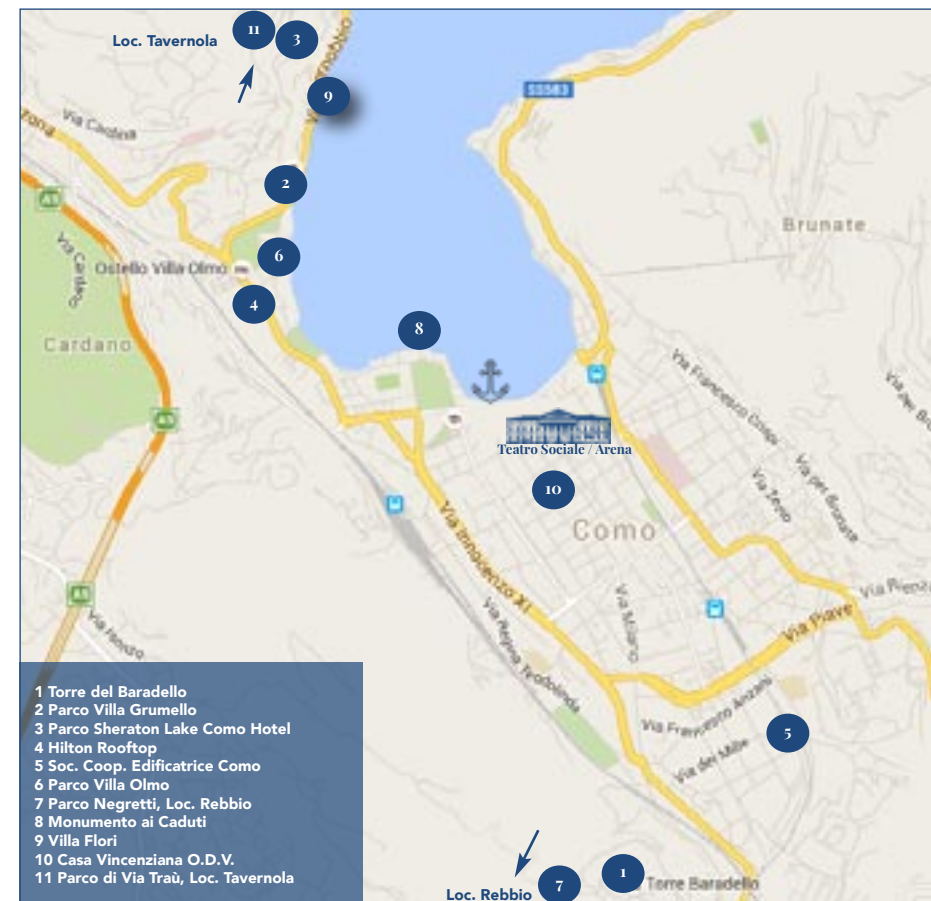 Loc. Tavernola
11
3
9
SS583
Via Cardina
2
Brunate
A9
6
Ostello Villa Olmo
4
8
Cardano
Via Francesco Crispi
Teatro Sociale / Arena
10
Via Zezio
Via per Brunate
Como
Via Innocenzo XI
Via Milano
Via Regina Teodolinda
Via Piave
Via Francesco Anzani
Via dei Mille
5
1 Torre del Baradello
2 Parco Villa Grumello
3 Parco Sheraton Lake Como Hotel
4 Hilton Rooftop
5 Soc. Coop. Edificatrice Como
6 Parco Villa Olmo
7 Parco Negretti, Loc. Rebbio
8 Monumento ai Caduti
9 Villa Flori
10 Casa Vincenziana O.D.V.
11 Parco di Via Traù, Loc. Tavernola
Loc. Rebbio
7
1
Torre Baradello